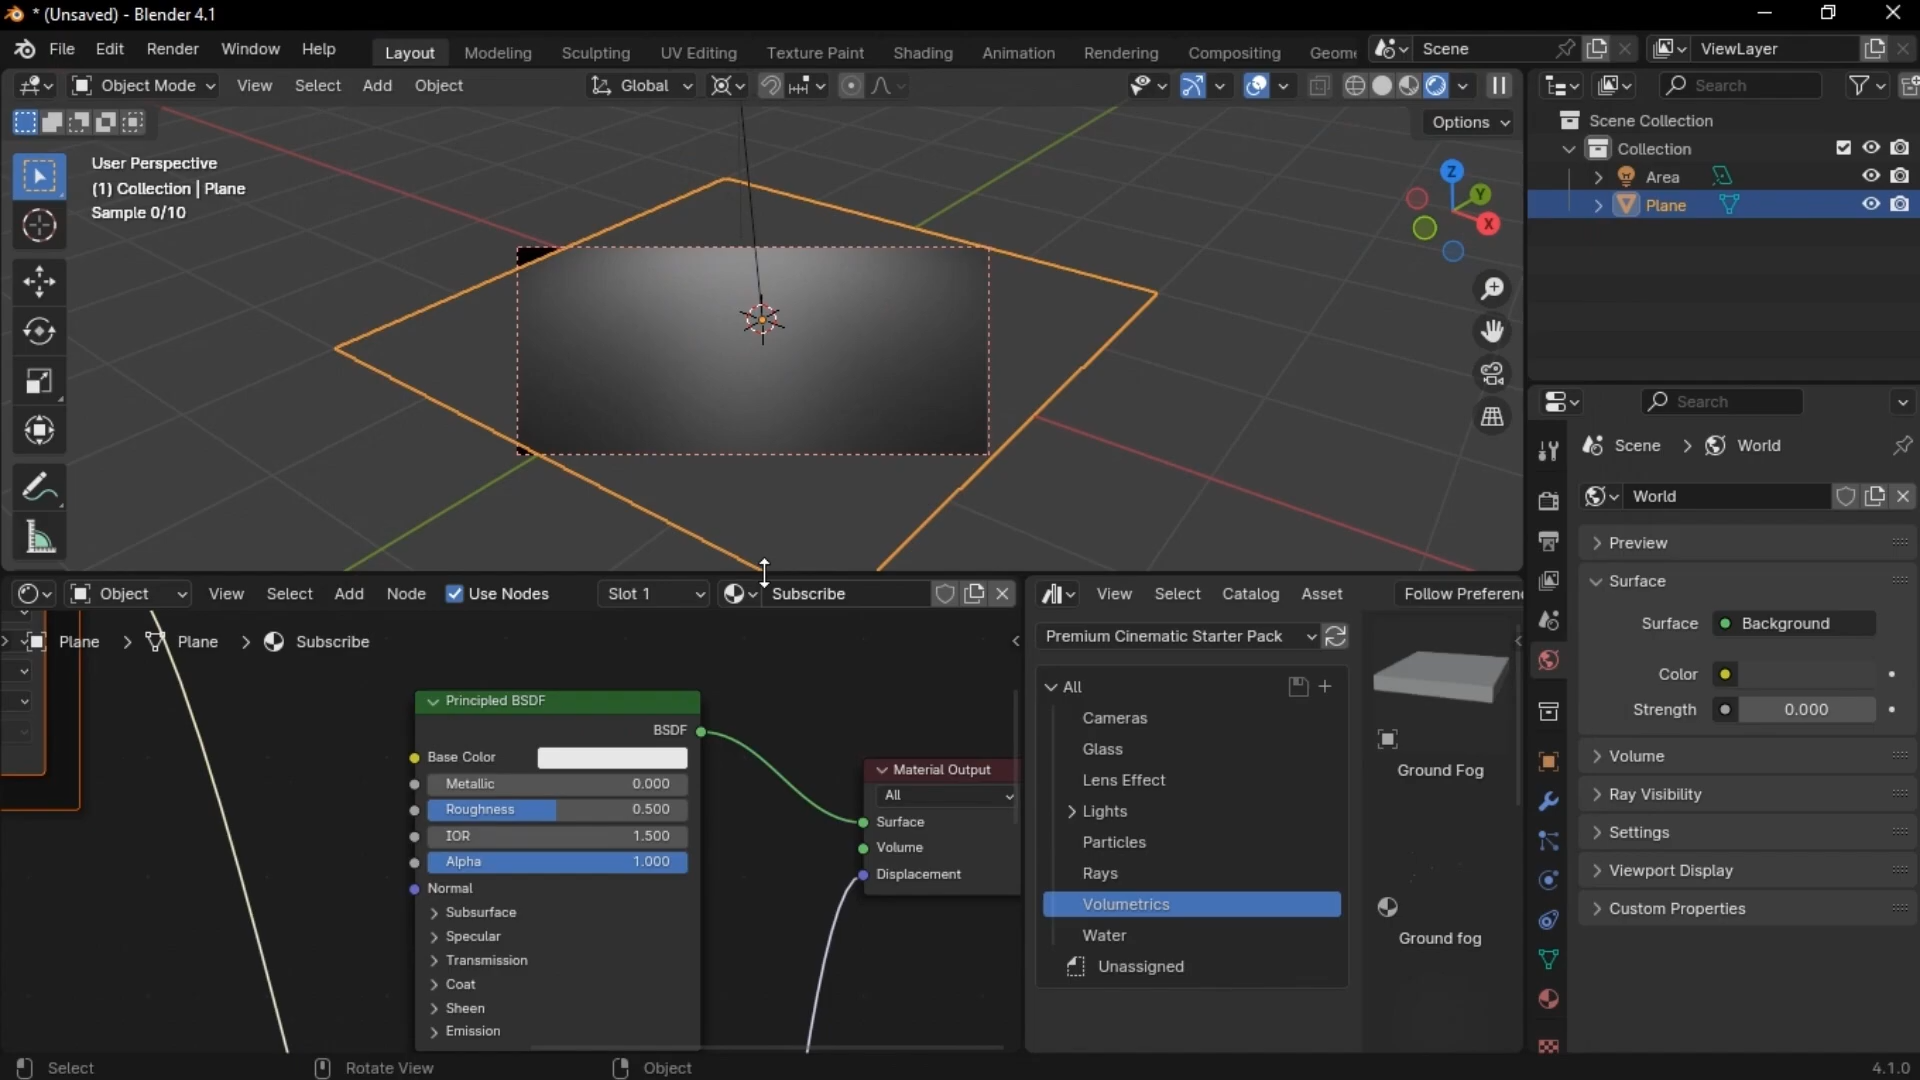 * (Unsaved) - Blender 4.1
File Edit Render Window Help
Layout Modeling Sculpting UV Editing Texture Paint Shading Animation Rendering Compositing Geome
Scene
ViewLayer
Object Mode View Select Add Object
Global
Search
Options
User Perspective
(1) Collection | Plane
Sample 0/10
Z
Y
X
Scene Collection
Collection
Area
Plane
Search
Scene > World
World
Preview
Surface
Surface Background
Color
Strength 0.000
Volume
Ray Visibility
Settings
Viewport Display
Custom Properties
Object View Select Add Node Use Nodes Slot 1 Subscribe
Plane > Plane > Subscribe
Principled BSDF
BSDF
Base Color
Metallic 0.000
Roughness 0.500
IOR 1.500
Alpha 1.000
Normal
Subsurface
Specular
Transmission
Coat
Sheen
Emission
Material Output
All
Surface
Volume
Displacement
View Select Catalog Asset Follow Preferen
Premium Cinematic Starter Pack
All
Cameras
Glass
Lens Effect
Lights
Particles
Rays
Volumetrics
Water
Unassigned
Ground Fog
Ground fog
Select Rotate View Object 4.1.0